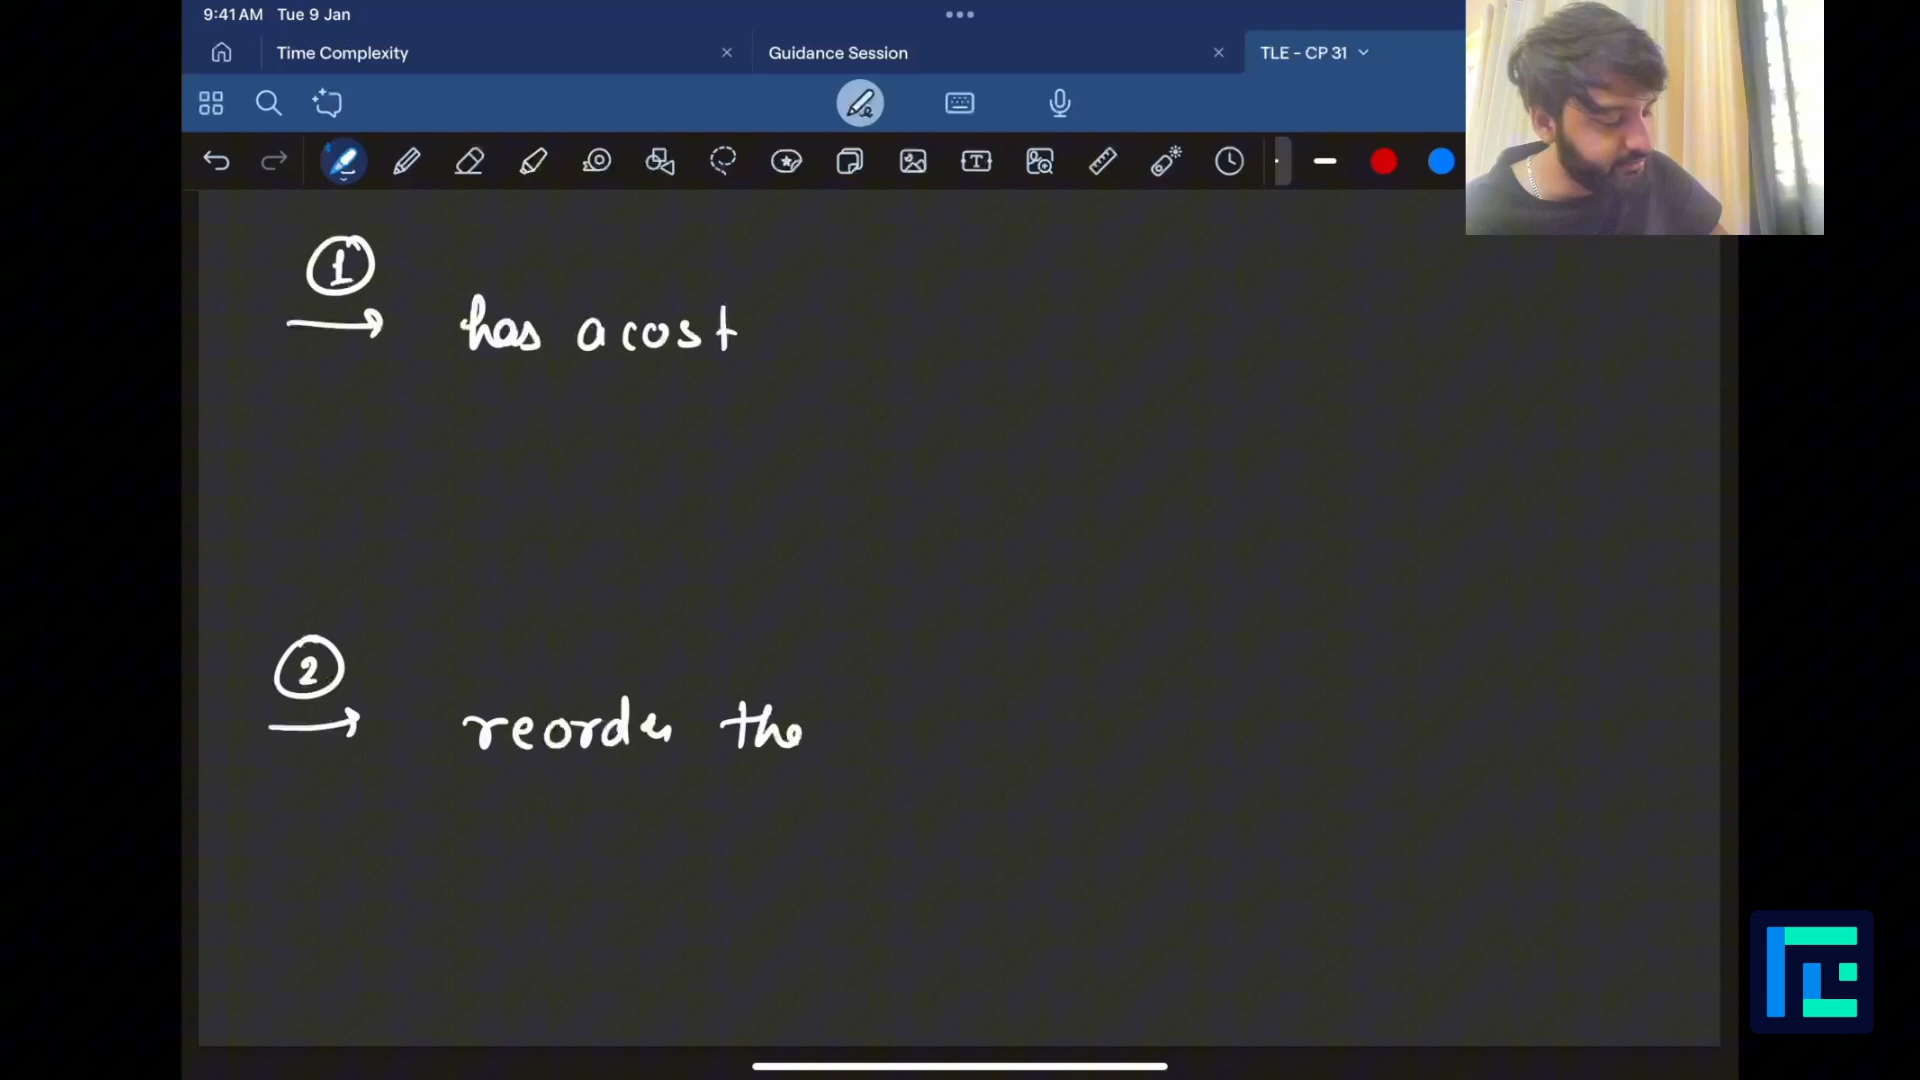 9:41 AM Tue 9 Jan
Time Complexity
Guidance Session
TLE - CP 31
1
has a cost
2
reorder the